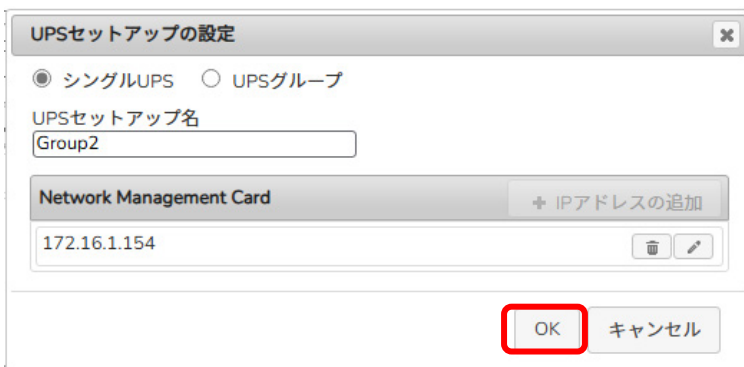 UPSセットアップの設定
シングルUPS UPSグループ
UPSセットアップ名
Group2
Network Management Card + IPアドレスの追加
172.16.1.154
OK キャンセル